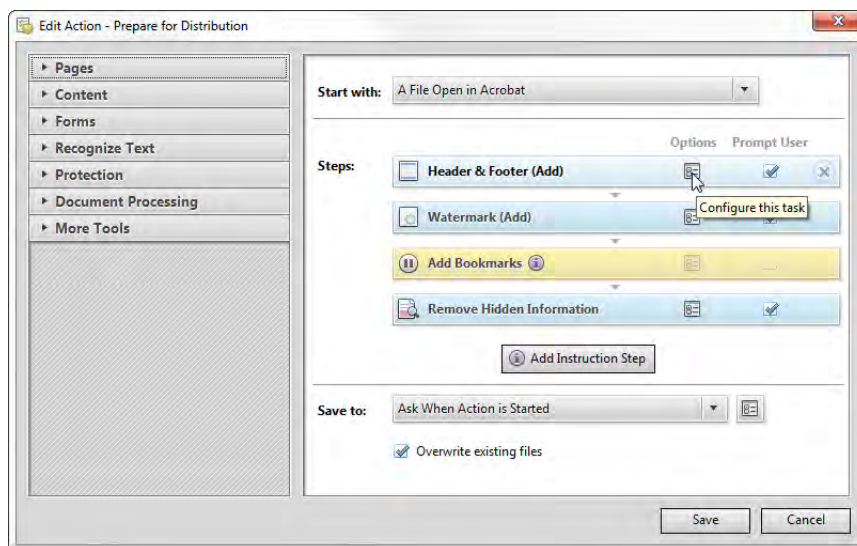 Edit Action - Prepare for Distribution
Pages
Content
Forms
Recognize Text
Protection
Document Processing
More Tools
Start with: A File Open in Acrobat
Options Prompt User
Steps: Header & Footer (Add)
Configure this task
Watermark (Add)
Add Bookmarks
Remove Hidden Information
Add Instruction Step
Save to: Ask When Action is Started
Overwrite existing files
Save Cancel